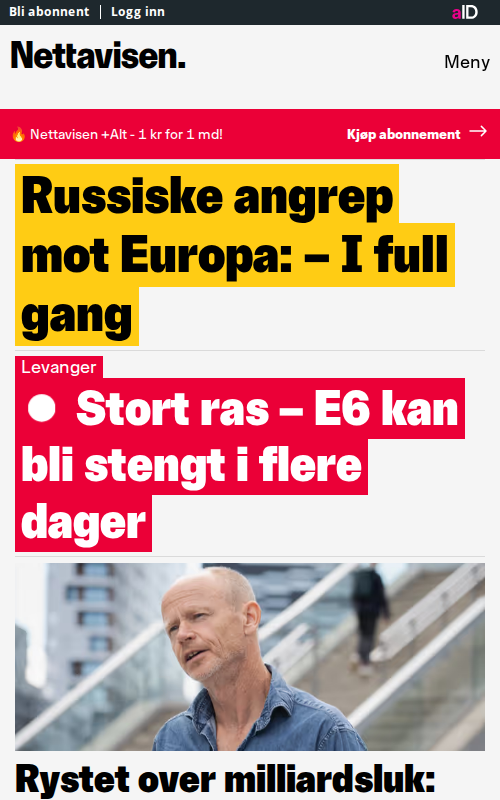 Bli abonnent | Logg inn
aID
Nettavisen.
Meny
🔥 Nettavisen +Alt - 1 kr for 1 md!
Kjøp abonnement →
Russiske angrep
mot Europa: – I full
gang
Levanger
Stort ras – E6 kan
bli stengt i flere
dager
Rystet over milliardsluk: